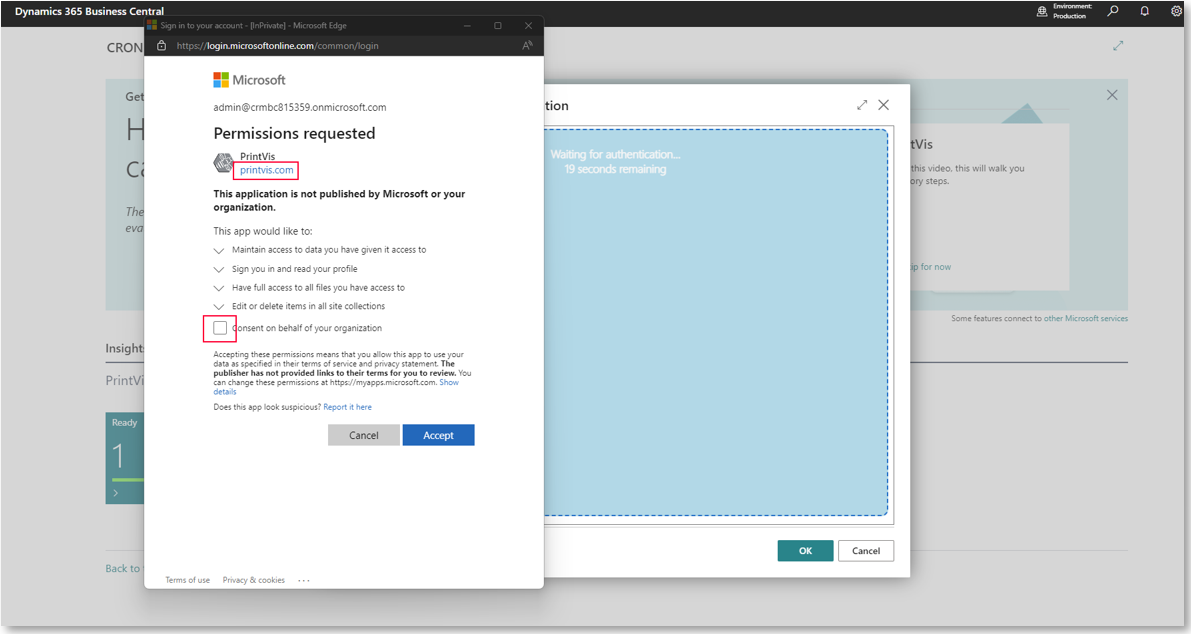 Dynamics 365 Business Central
Environment:
Production
Sign in to your account - [InPrivate] - Microsoft Edge
https://login.microsoftonline.com/common/login
CRON
Get
H
Ca
The
eva
Microsoft
admin@crmbc815359.onmicrosoft.com
Permissions requested
PrintVis
printvis.com
This application is not published by Microsoft or your
organization.
This app would like to:
Maintain access to data you have given it access to
Sign you in and read your profile
Have full access to all files you have access to
Edit or delete items in all site collections
Consent on behalf of your organization
Accepting these permissions means that you allow this app to use your
data as specified in their terms of service and privacy statement. The
publisher has not provided links to their terms for you to review. You
can change these permissions at https://myapps.microsoft.com. Show
details
Does this app look suspicious? Report it here
Cancel
Accept
Terms of use
Privacy & cookies
...
tion
Waiting for authentication...
19 seconds remaining
OK
Cancel
tVis
this video, this will walk you
ory steps.
ip for now
Some features connect to other Microsoft services
Insights
PrintVi
Ready
1
Back to